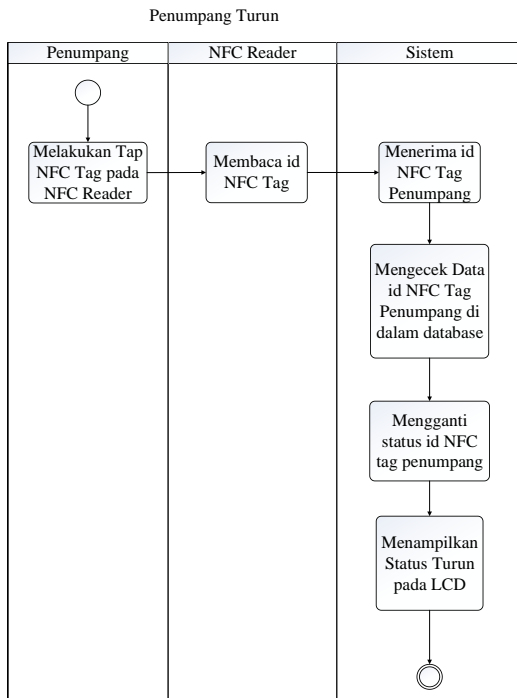 Penumpang Turun
Penumpang
NFC Reader
Sistem
Melakukan Tap
NFC Tag pada
NFC Reader
Membaca id
NFC Tag
Menerima id
NFC Tag
Penumpang
Mengecek Data
id NFC Tag
Penumpang di
dalam database
Mengganti
status id NFC
tag penumpang
Menampilkan
Status Turun
pada LCD